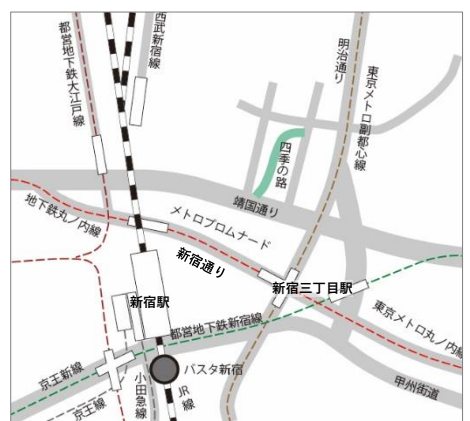 都営地下鉄大江戸線
西武新宿線
明治通り
東京メトロ副都心線
四季の路
靖国通り
地下鉄丸ノ内線
メトロプロムナード
新宿通り
新宿三丁目駅
新宿駅
都営地下鉄新宿線
東京メトロ丸ノ内線
京王新線
バスタ新宿
甲州街道
京王線
小田急線
JR線